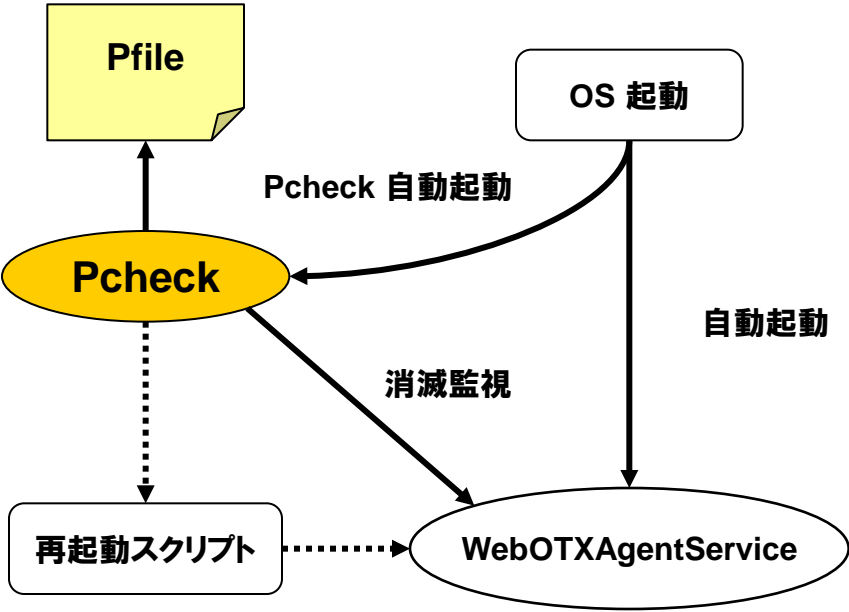 Pfile
OS 起動
Pcheck 自動起動
Pcheck
自動起動
消滅監視
再起動スクリプト
WebOTXAgentService